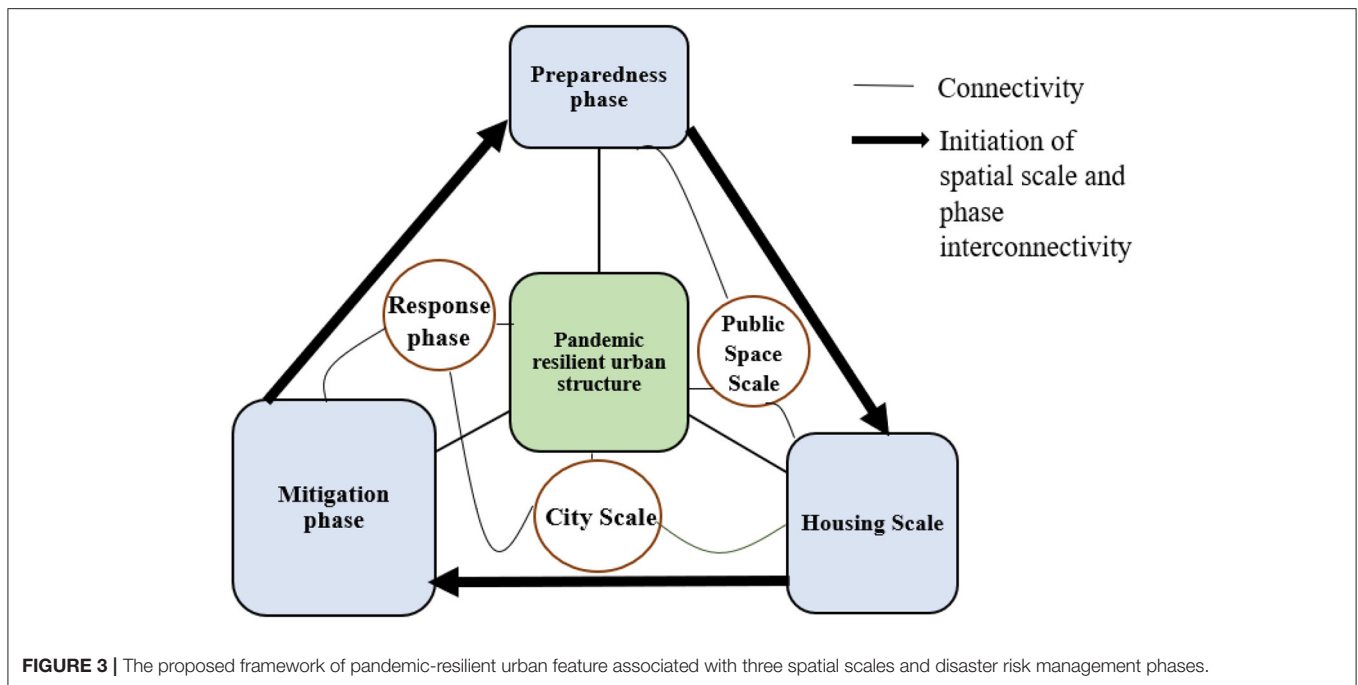 Preparedness
phase
Connectivity
Initiation of
spatial scale and
phase
interconnectivity
Response
phase
Pandemic
resilient urban
structure
Public
Space
Scale
Mitigation
phase
City Scale
Housing Scale
FIGURE 3 | The proposed framework of pandemic-resilient urban feature associated with three spatial scales and disaster risk management phases.